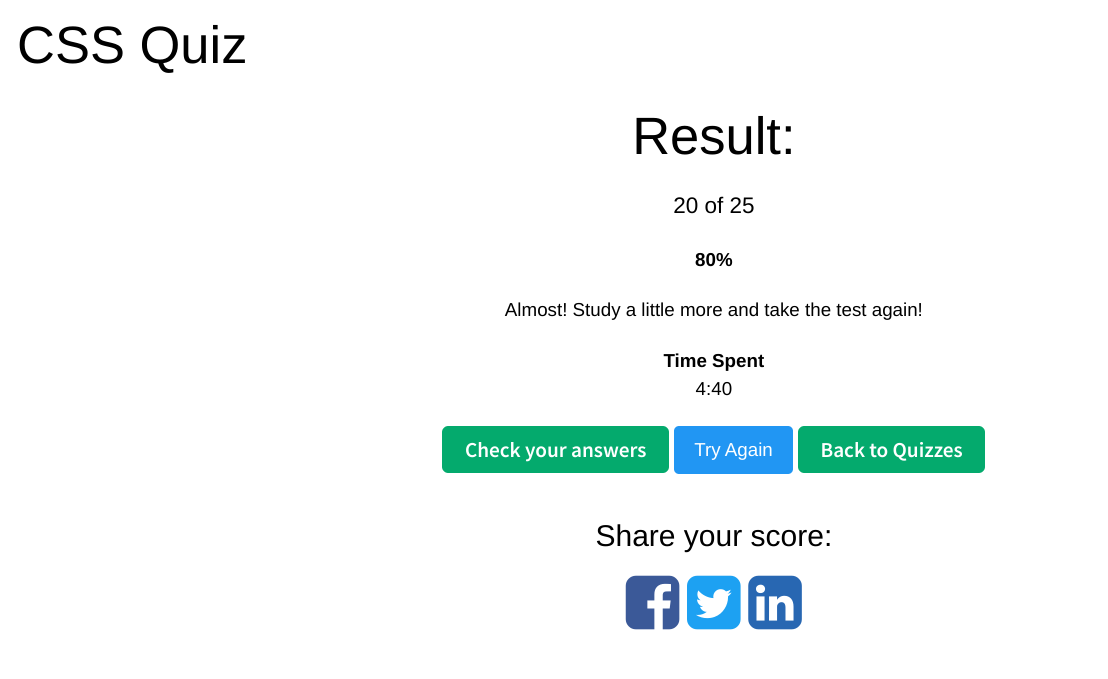 CSS Quiz
Result:
20 of 25
80%
Almost! Study a little more and take the test again!
Time Spent
4:40
Check your answers Try Again Back to Quizzes
Share your score:
f in